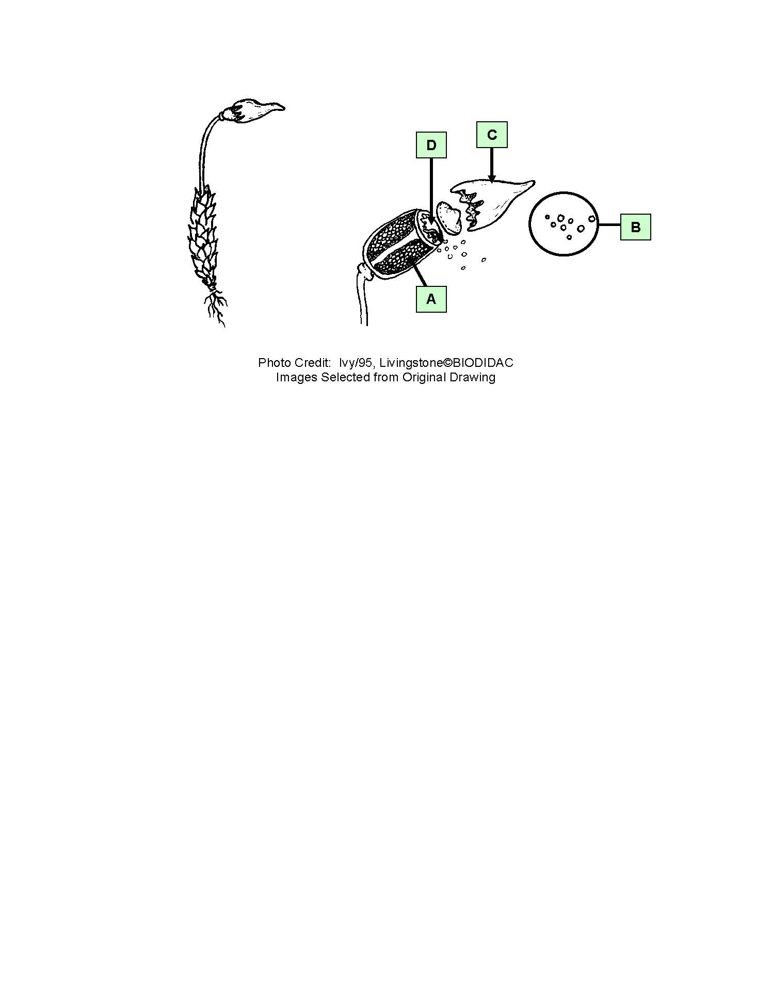 D
C
B
A
Photo Credit:  Ivy/95, Livingstone©BIODIDAC
Images Selected from Original Drawing